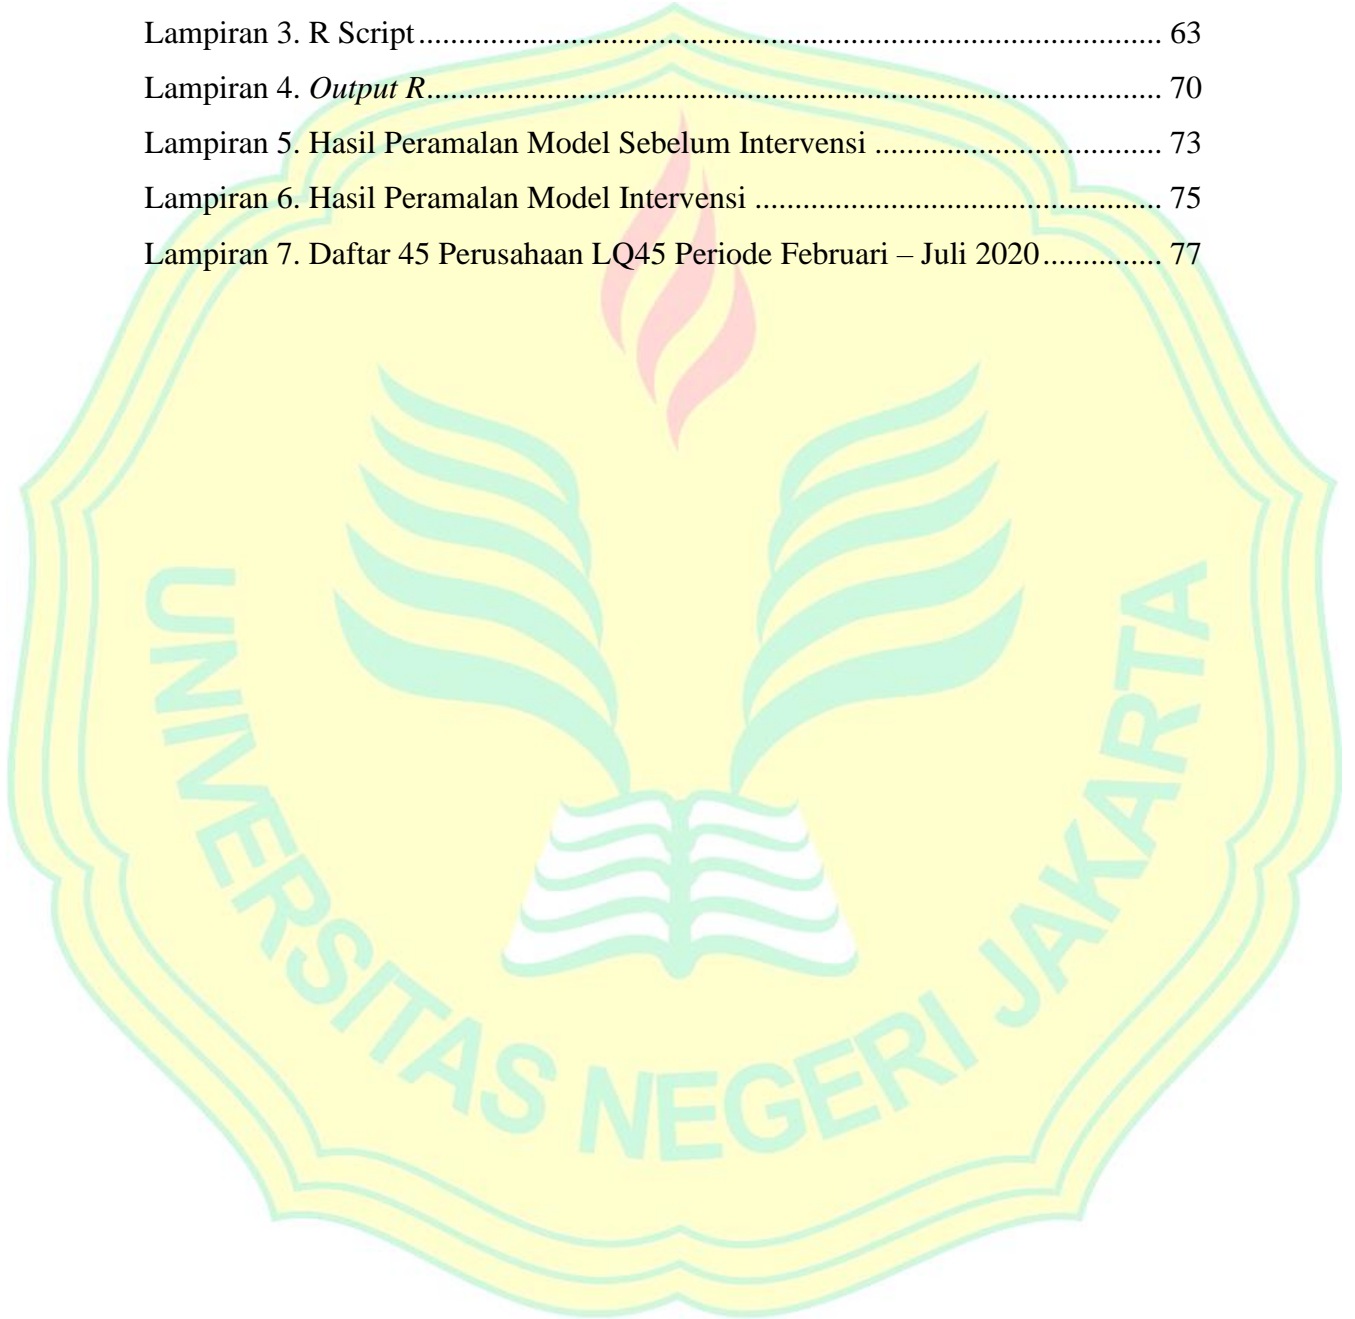 Lampiran 3. R Script ............................................................................................. 63
Lampiran 4. Output R............................................................................................ 70
Lampiran 5. Hasil Peramalan Model Sebelum Intervensi .................................... 73
Lampiran 6. Hasil Peramalan Model Intervensi ................................................... 75
Lampiran 7. Daftar 45 Perusahaan LQ45 Periode Februari – Juli 2020............... 77
UNIVERSITAS NEGERI JAKARTA